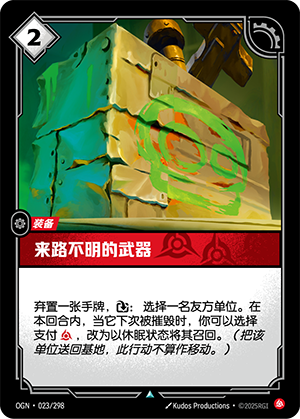 2
装备
来路不明的武器
弃置一张手牌，：选择一名友方单位。在
本回合内，当它下次被摧毁时，你可以选择
支付，改为以休眠状态将其召回。（把该
单位送回基地，此行动不算作移动。）
OGN • 023/298
Kudos Productions • ©2025RGI